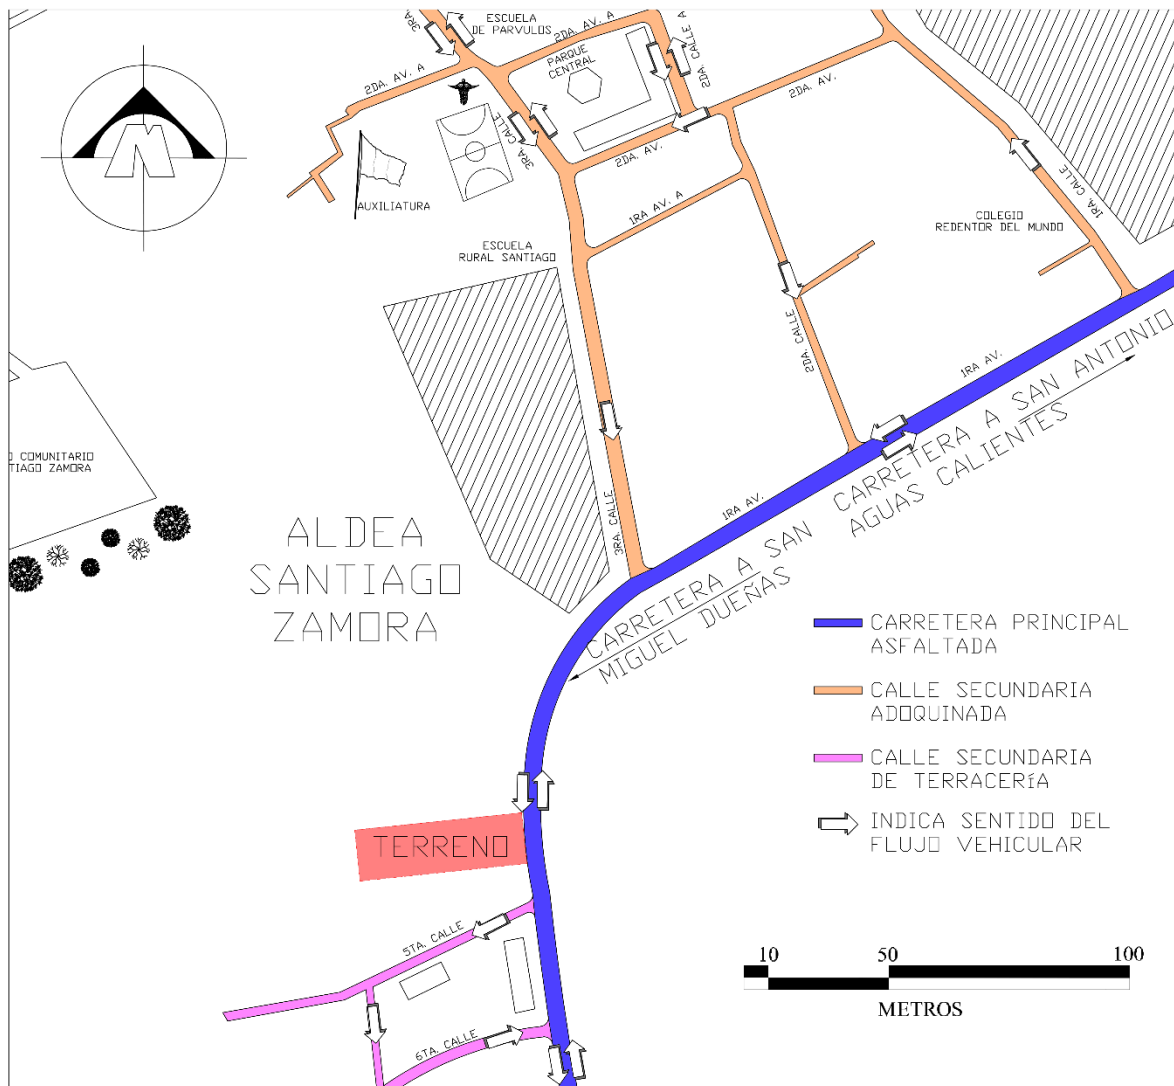 ESCUELA
DE PARVULOS
3RA
2DA. AV. A
2DA. CALLE A
2DA. AV. A
PARQUE
CENTRAL
2DA. AV.
3RA. CALLE
2DA. AV.
N
AUXILIATURA
1RA AV. A
1RA. CALLE
COLEGIO
REDENTOR DEL MUNDO
ESCUELA
RURAL SANTIAGO
2DA. CALLE
1RA AV.
CARRETERA A SAN ANTONIO
AGUAS CALIENTES
O COMUNITARIO
TIAGO ZAMORA
3RA. CALLE
1RA AV.
CARRETERA A SAN
MIGUEL DUEÑAS
ALDEA
SANTIAGO
ZAMORA
CARRETERA PRINCIPAL
ASFALTADA
CALLE SECUNDARIA
ADOQUINADA
CALLE SECUNDARIA
DE TERRACERíA
INDICA SENTIDO DEL
FLUJO VEHICULAR
TERRENO
5TA. CALLE
6TA. CALLE
10 50 100
METROS